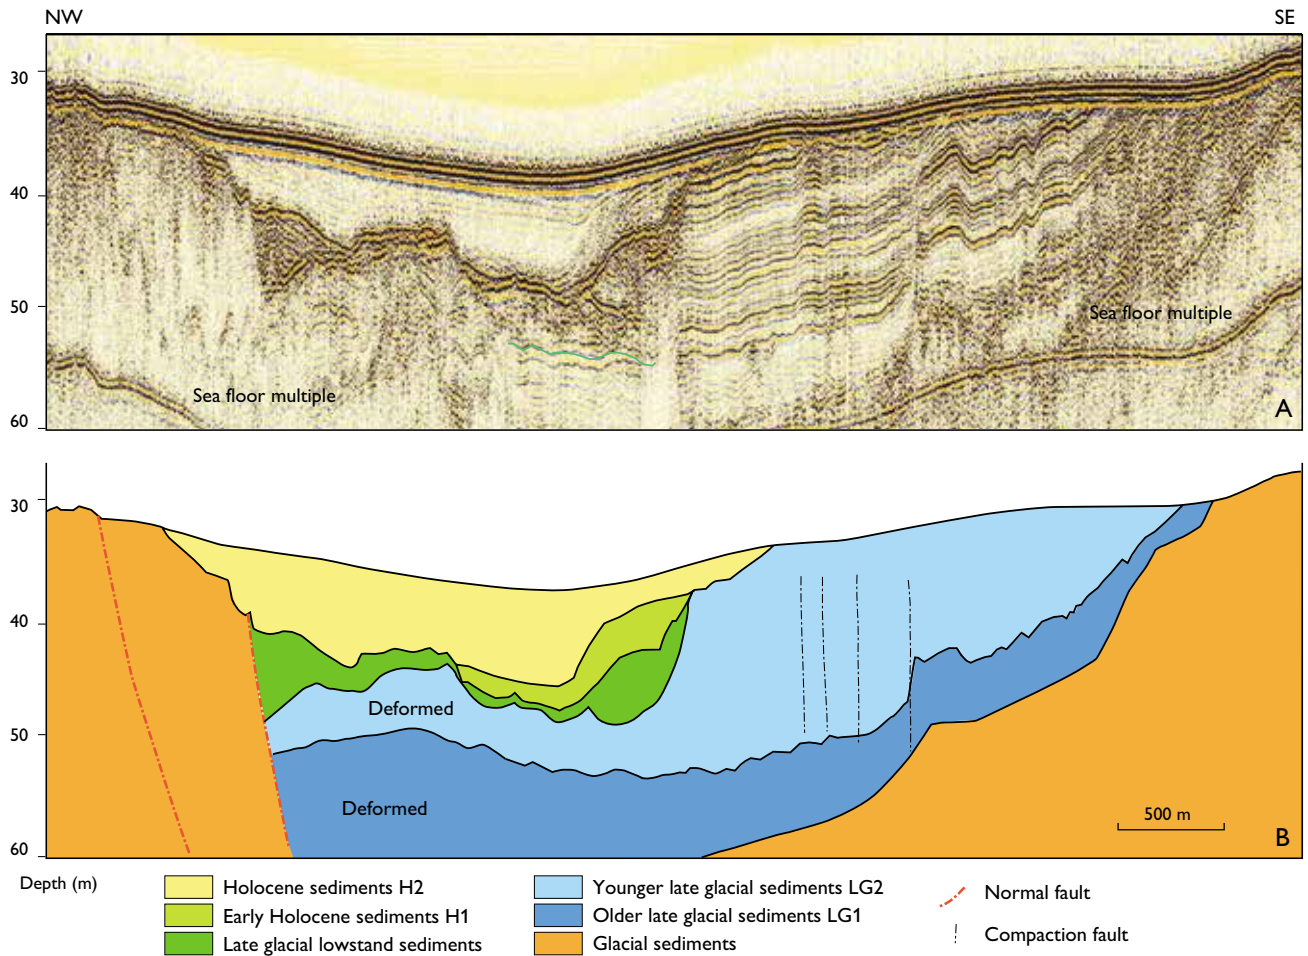 NW
SE
30
40
50
60
Sea floor multiple
Sea floor multiple
A
30
40
50
60
Deformed
Deformed
500 m
B
Depth (m)
Holocene sediments H2
Early Holocene sediments H1
Late glacial lowstand sediments
Younger late glacial sediments LG2
Older late glacial sediments LG1
Glacial sediments
Normal fault
Compaction fault